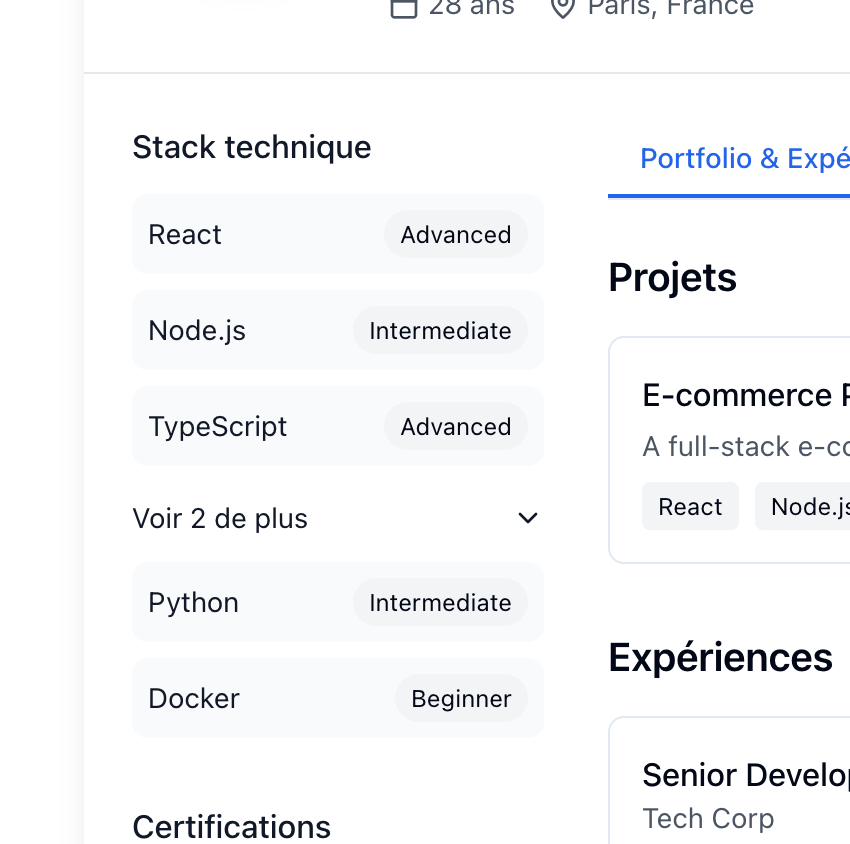 28 ans
Paris, France
Stack technique
React
Advanced
Node.js
Intermediate
TypeScript
Advanced
Voir 2 de plus
Python
Intermediate
Docker
Beginner
Certifications
Portfolio & Expé
Projets
E-commerce
A full-stack e-co
React
Node.js
Expériences
Senior Develop
Tech Corp